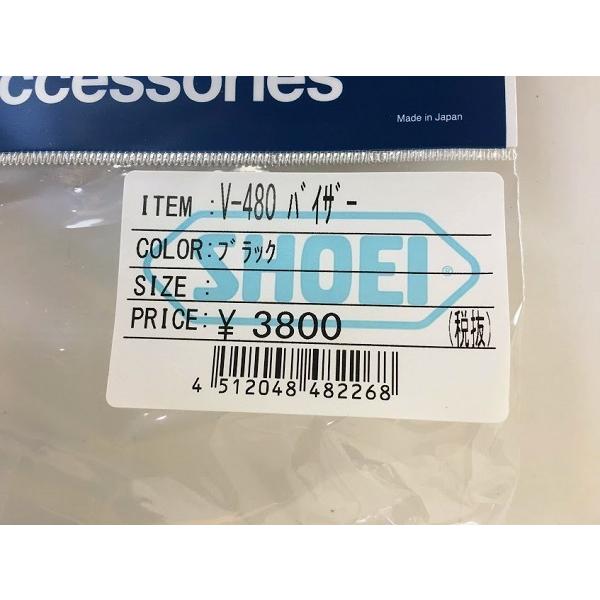 ccessories
Made in Japan
ITEM :V-480 ﾊﾞｲｻﾞｰ
COLOR:ﾌﾞﾗｯｸ
SHOEI®
SIZE :
PRICE:¥ 3800 (税抜)
4 512048 482268